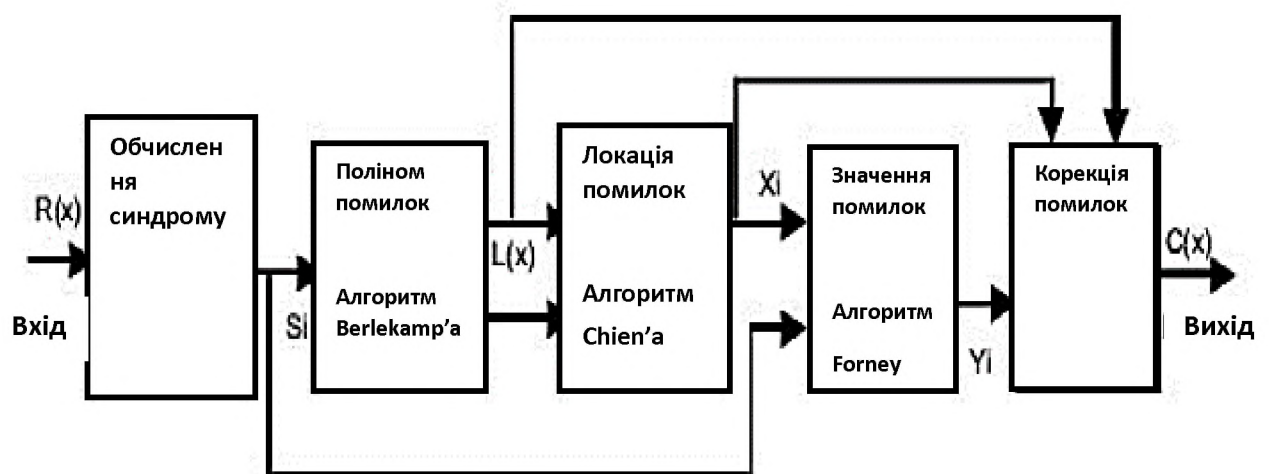 R(x)
Вхід
Обчислен
ня
синдрому
Si
Поліном
помилок
Алгоритм
Berlekamp’а
L(x)
Локація
помилок
Алгоритм
Chien’а
Xi
Значення
помилок
Алгоритм
Forney
Yi
Корекція
помилок
C(x)
Вихід